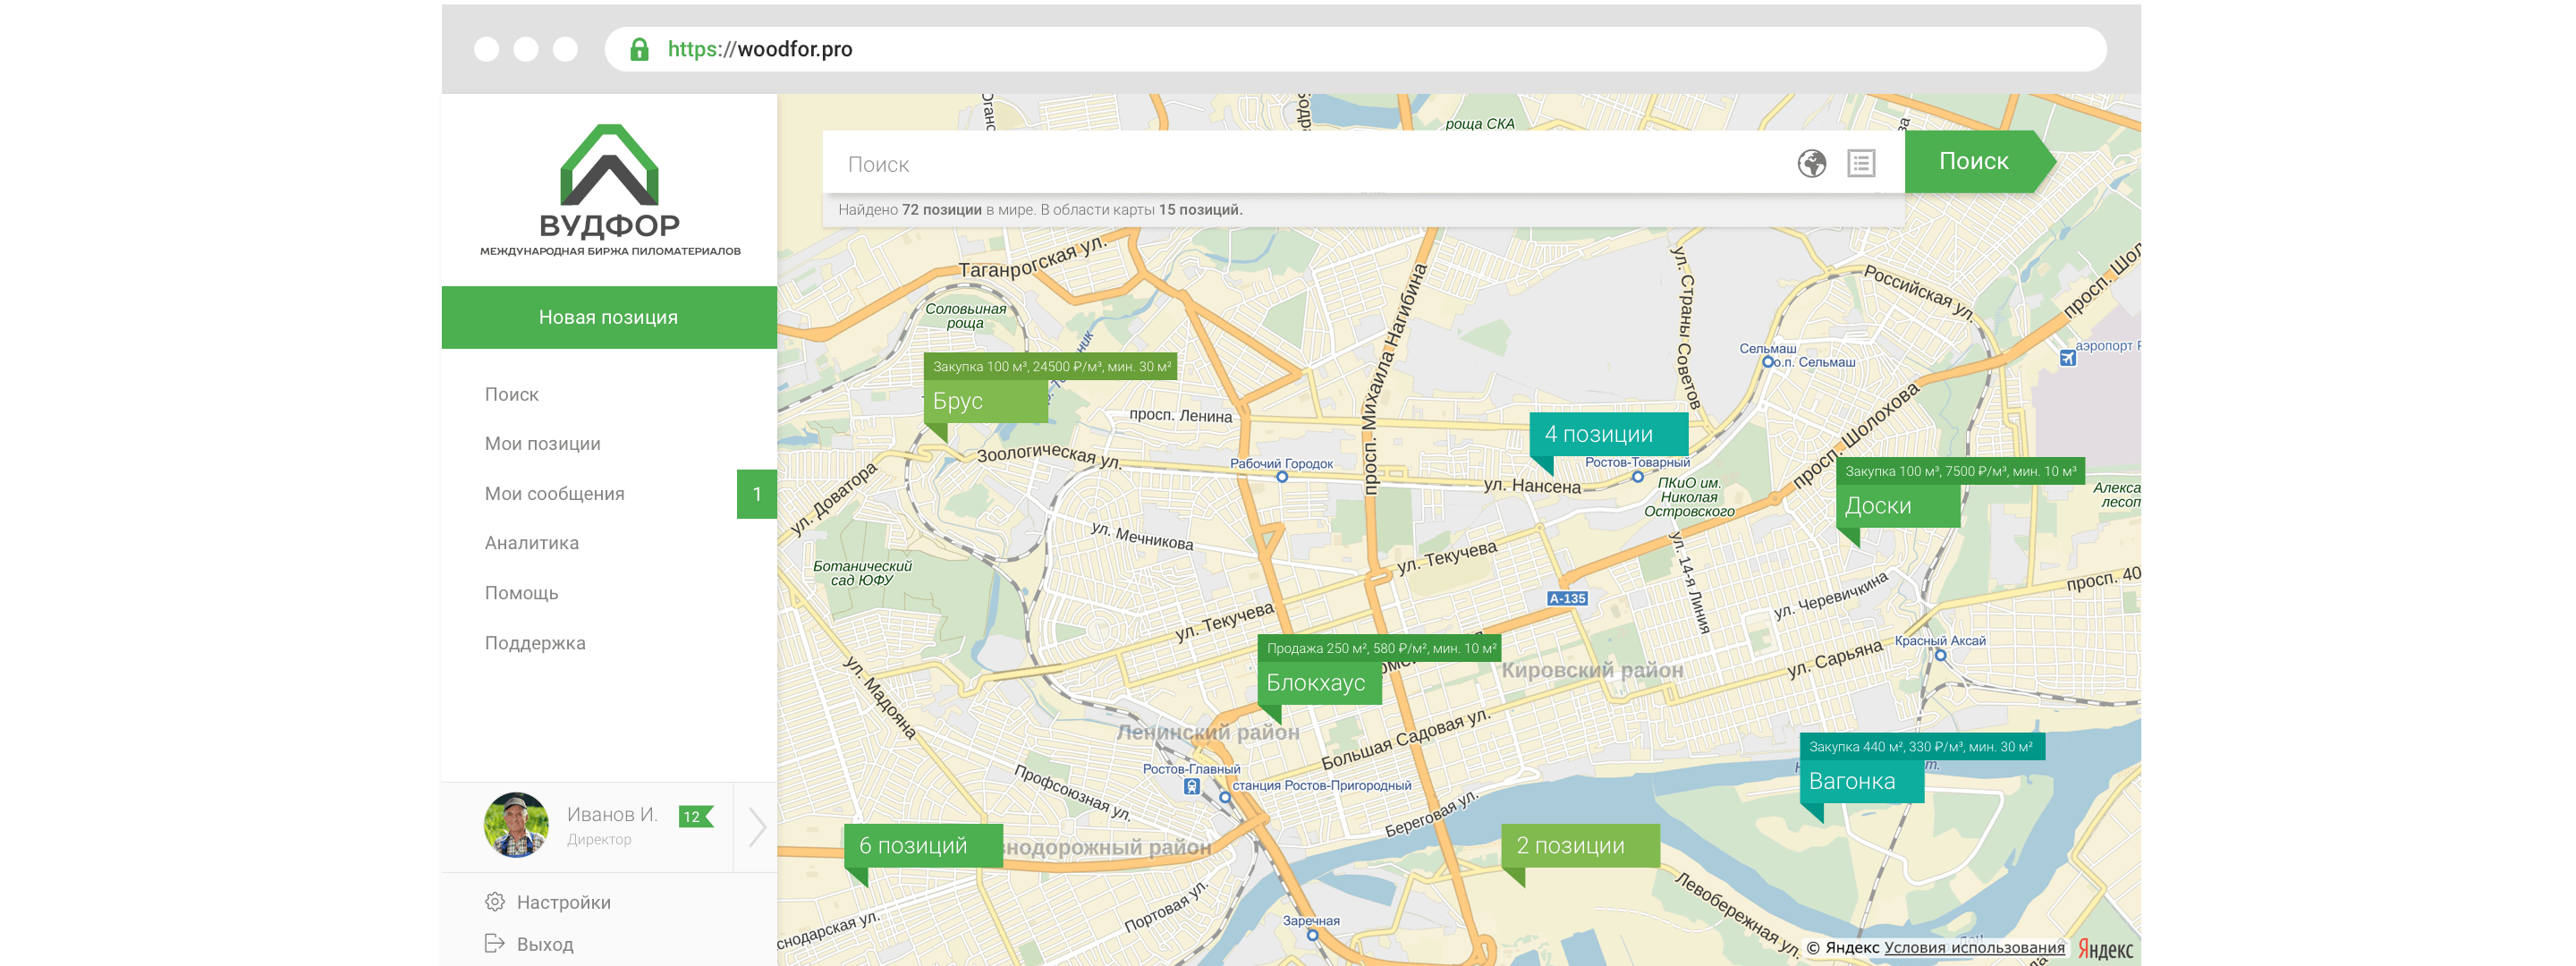 https://woodfor.pro
ВУДФОР
МЕЖДУНАРОДНАЯ БИРЖА ПИЛОМАТЕРИАЛОВ
Новая позиция
Поиск
Мои позиции
Мои сообщения
1
Аналитика
Помощь
Поддержка
Иванов И.
12
Директор
Настройки
Выход
роща СКА
Поиск
Поиск
Найдено 72 позиции в мире. В области карты 15 позиций.
Таганрогская ул.
Соловьиная
роща
просп. Михаила Нагибина
ул. Страны Советов
Российская ул.
просп. Шол
Сельмаш
о.п. Сельмаш
аэропорт
Закупка 100 м³, 24500 ₽/м³, мин. 30 м²
Брус
просп. Ленина
4 позиции
просп. Шолохова
Зоологическая ул.
Рабочий Городок
Ростов-Товарный
ул. Нансена
ПКиО им.
Николая
Островского
Закупка 100 м³, 7500 ₽/м³, мин. 10 м³
Доски
Алекса
лесоп
ул. Доватора
ул. Мечникова
Ботанический
сад ЮФУ
ул. Текучева
ул. 14-я Линия
А-135
просп. 40
ул. Черевичкина
ул. Текучева
Красный Аксай
Продажа 250 м², 580 ₽/м², мин. 10 м²
Блокхаус
Кировский район
ул. Сарьяна
ул. Мадояна
Ленинский район
Большая Садовая ул.
Закупка 440 м², 330 ₽/м³, мин. 30 м²
Вагонка
Ростов-Главный
станция Ростов-Пригородный
Профсоюзная ул.
Береговая ул.
6 позиций
нодорожный район
2 позиции
Левобережная ул.
Портовая ул.
снодарская ул.
Заречная
© Яндекс Условия использования
Яндекс